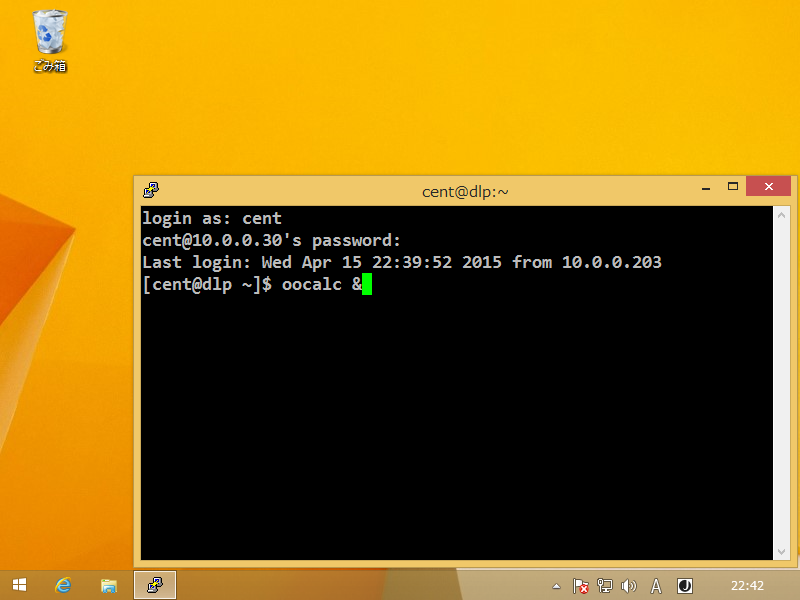 ごみ箱
cent@dlp:~
login as: cent
cent@10.0.0.30's password:
Last login: Wed Apr 15 22:39:52 2015 from 10.0.0.203
[cent@dlp ~]$ oocalc &
A
22:42